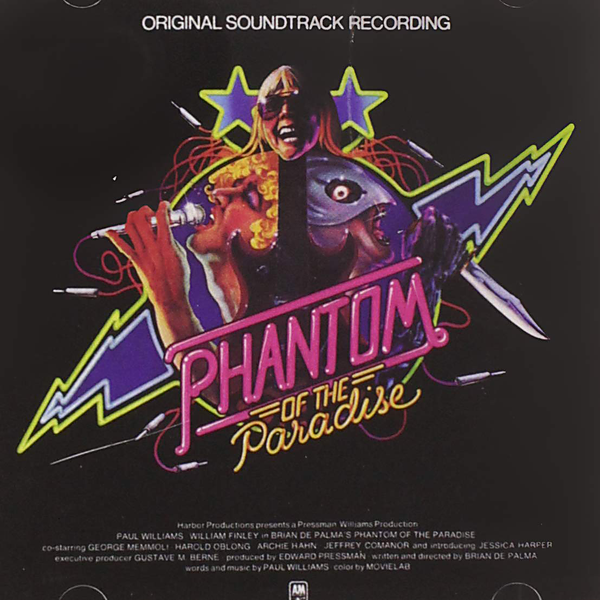 ORIGINAL SOUNDTRACK RECORDING
PHANTOM
OF THE
Paradise
Harbor Productions presents a Pressman Williams Production
PAUL WILLIAMS · WILLIAM FINLEY in BRIAN DE PALMA'S PHANTOM OF THE PARADISE
co-starring GEORGE MEMMOLI · HAROLD OBLONG · ARCHIE HAHN · JEFFREY COMANOR and introducing JESSICA HARPER
executive producer GUSTAVE M. BERNE · produced by EDWARD PRESSMAN · written and directed by BRIAN DE PALMA
words and music by PAUL WILLIAMS · color by MOVIELAB
A&M